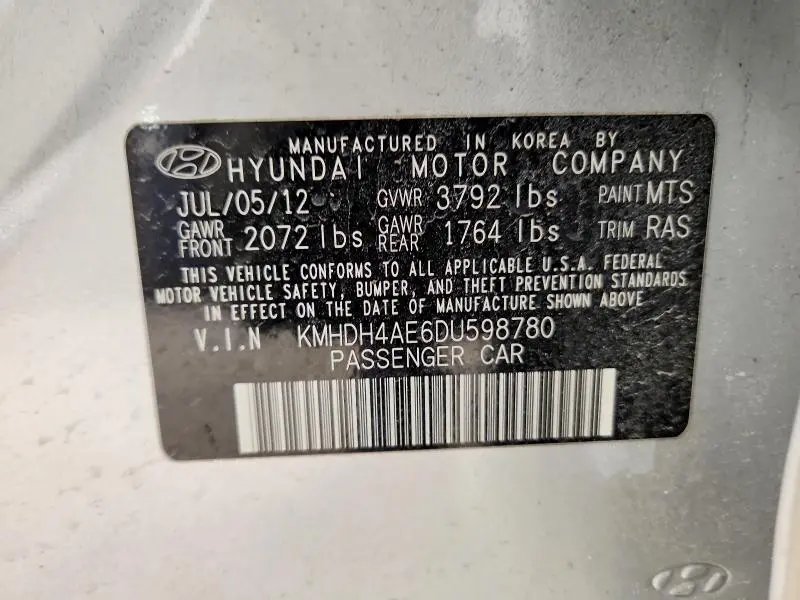 MANUFACTURED IN KOREA BY
HYUNDAI MOTOR COMPANY
JUL/05/12 GVWR 3792 lbs PAINT MTS
GAWR FRONT 2072 lbs GAWR REAR 1764 lbs TRIM RAS
THIS VEHICLE CONFORMS TO ALL APPLICABLE U.S.A. FEDERAL
MOTOR VEHICLE SAFETY, BUMPER, AND THEFT PREVENTION STANDARDS
IN EFFECT ON THE DATE OF MANUFACTURE SHOWN ABOVE
V.I.N KMHDH4AE6DU598780
PASSENGER CAR